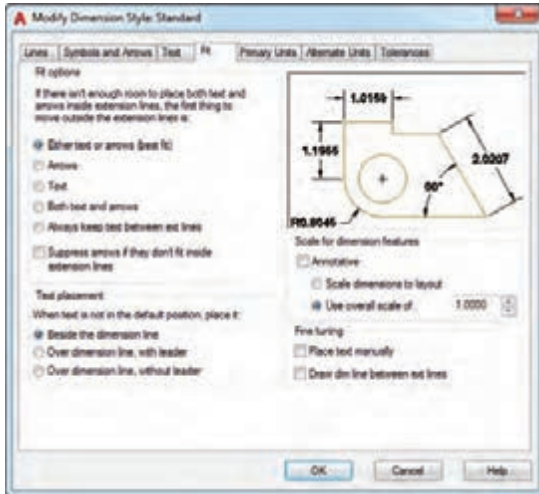 Modify Dimension Style: Standard
Lines Symbols and Arrows Text Fit Primary Units Alternate Units Tolerances
Fit options
If there isn't enough room to place both text and
arrows inside extension lines, the first thing to
move outside the extension lines is:
Either text or arrows (best fit)
Arrows
Text
Both text and arrows
Always keep text between ext lines
Suppress arrows if they don't fit inside
extension lines
Text placement
When text is not in the default position, place it:
Beside the dimension line
Over dimension line, with leader
Over dimension line, without leader
1.0159
1.1955
2.0207
60°
R0.8045
Scale for dimension features
Annotative
Scale dimensions to layout
Use overall scale of: 1.0000
Fine tuning
Place text manually
Draw dim line between ext lines
OK Cancel Help